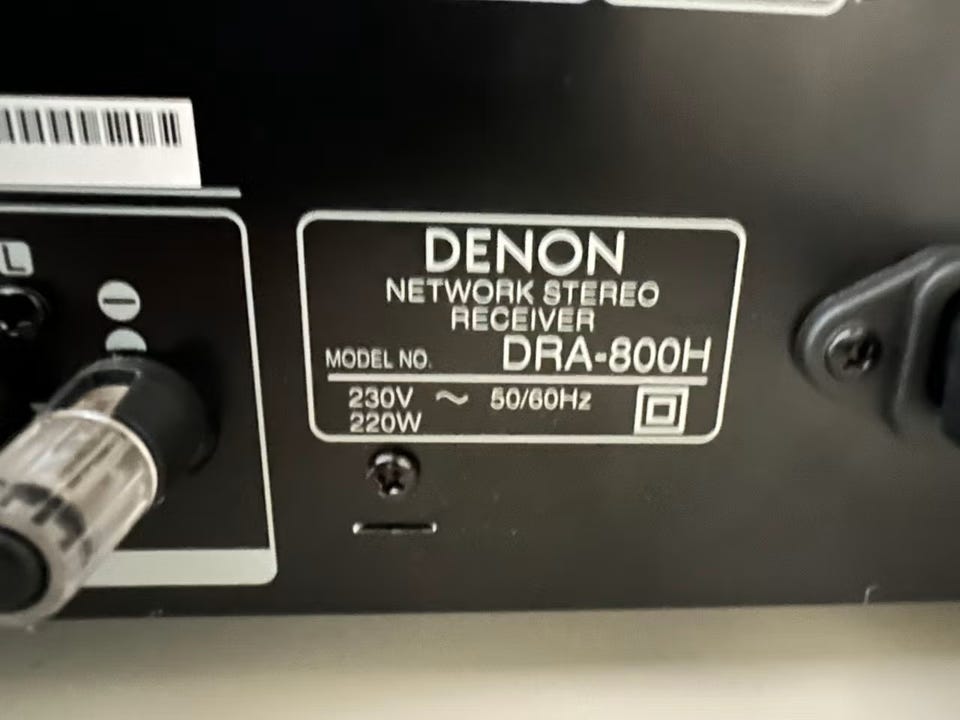 L
DENON
NETWORK STEREO
RECEIVER
MODEL NO. DRA-800H
230V ~ 50/60Hz
220W